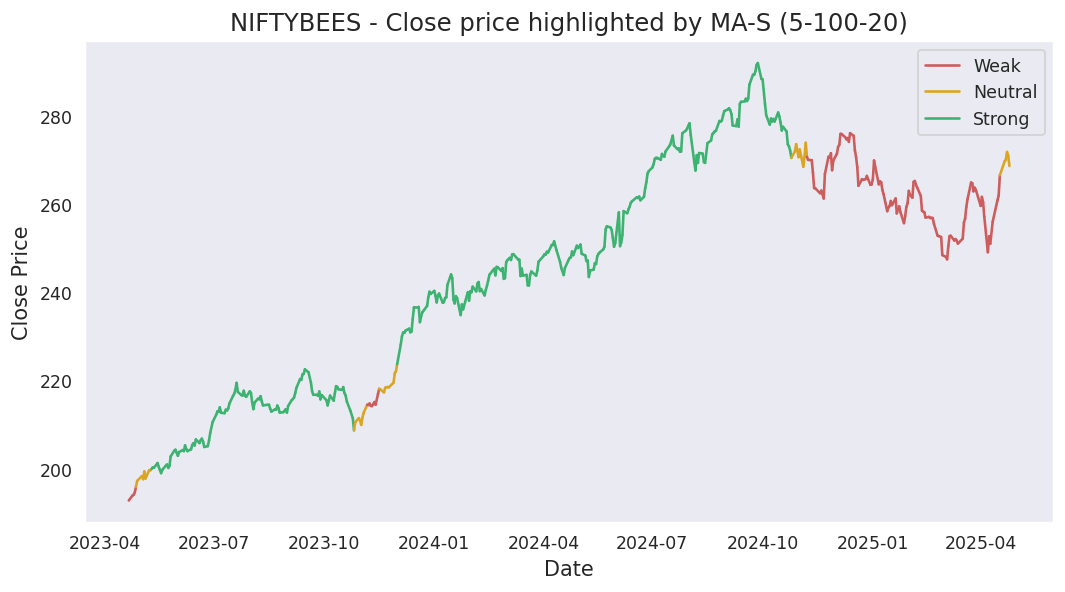 NIFTYBEES - Close price highlighted by MA-S (5-100-20)
Weak
Neutral
Strong
Close Price
280
260
240
220
200
2023-04 2023-07 2023-10 2024-01 2024-04 2024-07 2024-10 2025-01 2025-04
Date